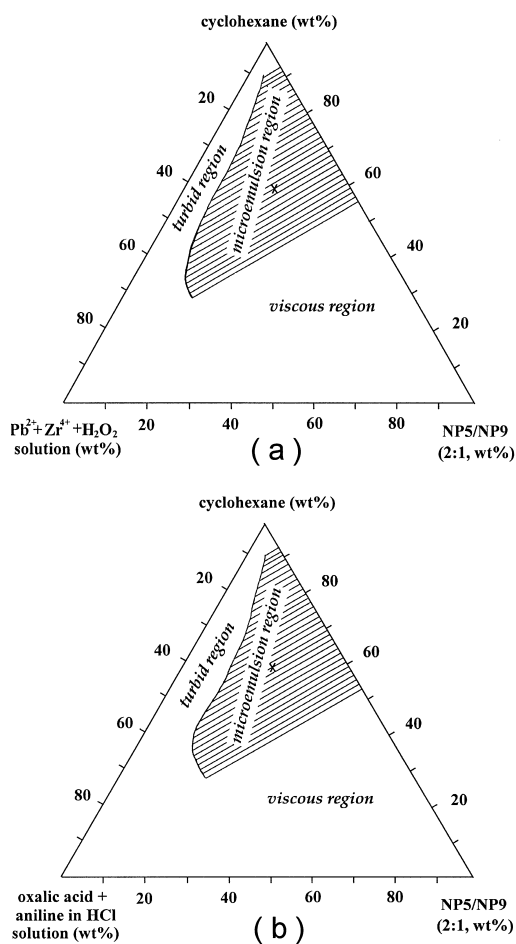 cyclohexane (wt%)
20
80
40
60
60
40
80
20
turbid region
microemulsion region
x
viscous region
20
40
60
80
Pb2++Zr4++H2O2
solution (wt%)
NP5/NP9
(2:1, wt%)
(a)
cyclohexane (wt%)
20
80
40
60
60
40
80
20
turbid region
microemulsion region
x
viscous region
20
40
60
80
oxalic acid +
aniline in HCl
solution (wt%)
NP5/NP9
(2:1, wt%)
(b)